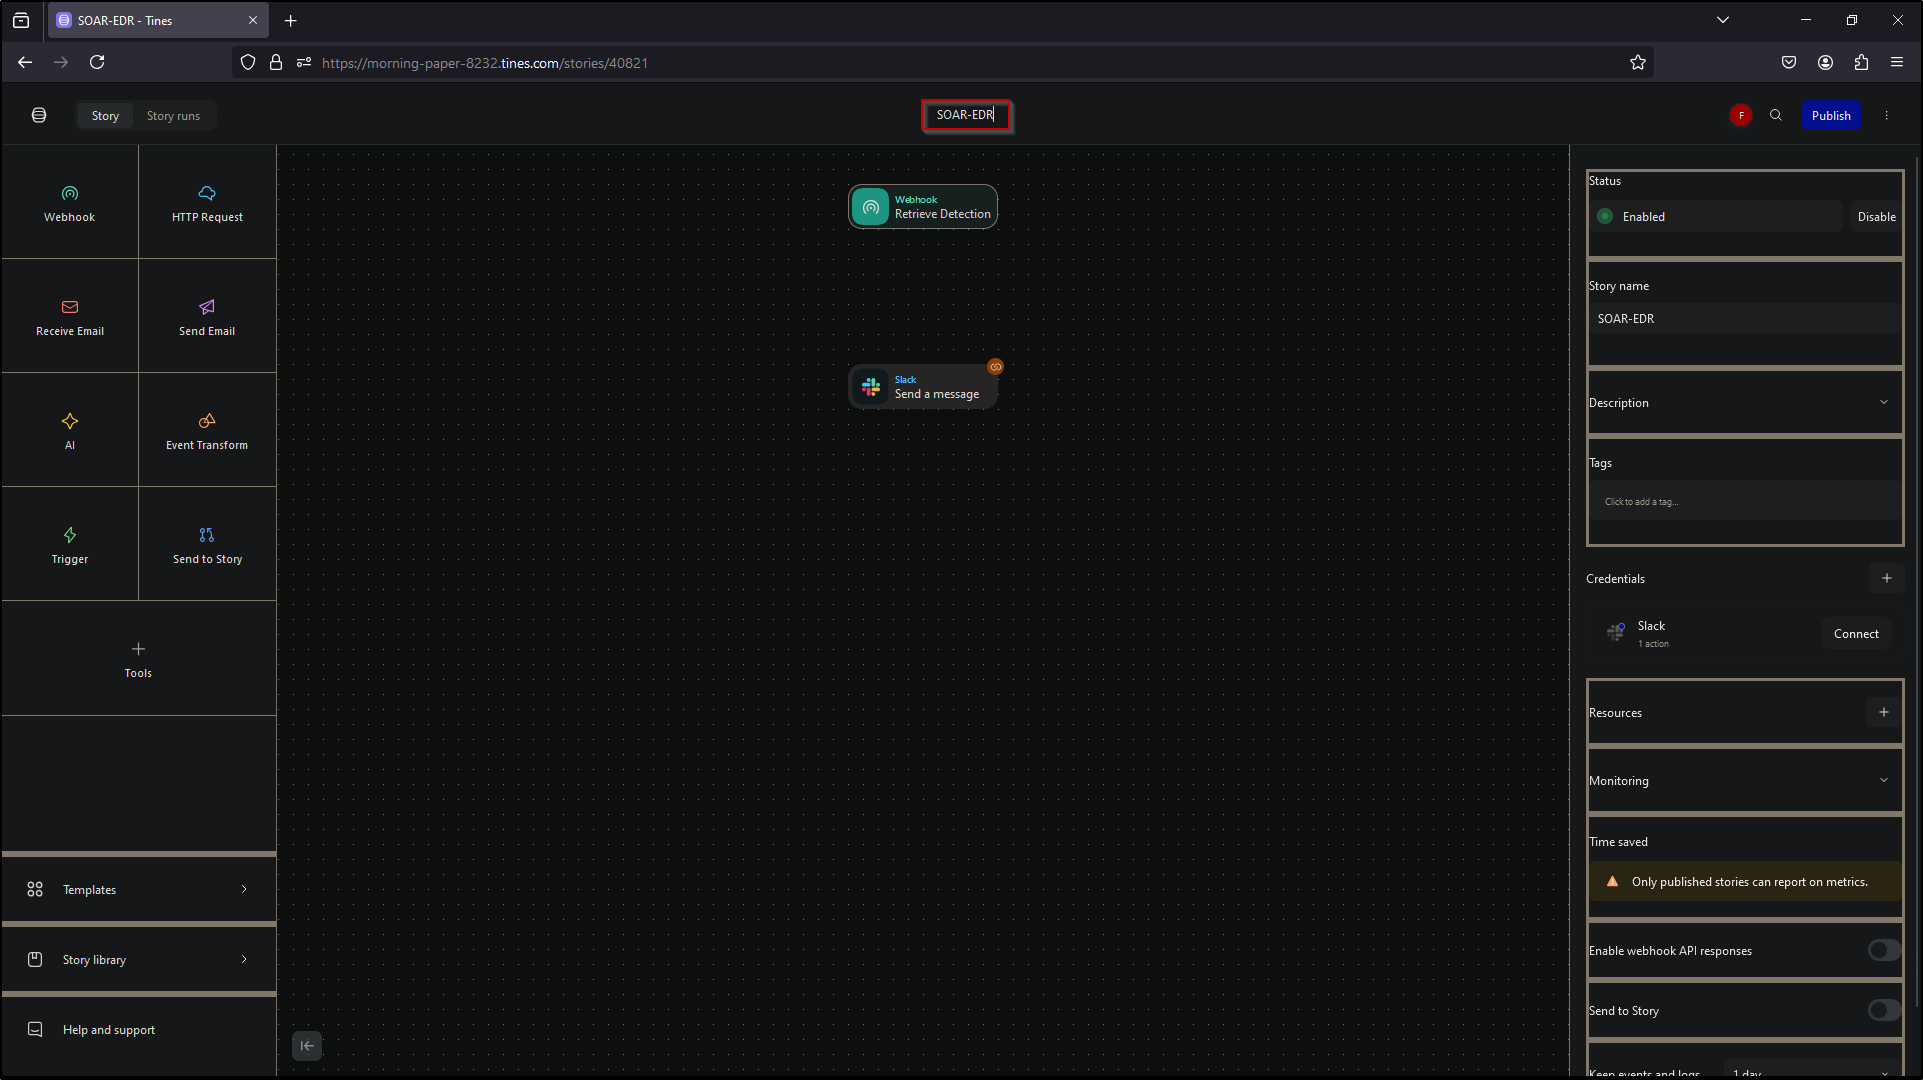 SOAR-EDR - Tines
https://morning-paper-8232.tines.com/stories/40821
Story
Story runs
SOAR-EDR
F
Publish
Webhook
HTTP Request
Receive Email
Send Email
AI
Event Transform
Trigger
Send to Story
Tools
Templates
Story library
Help and support
Webhook
Retrieve Detection
Slack
Send a message
Status
Enabled
Disable
Story name
SOAR-EDR
Description
Tags
Click to add a tag...
Credentials
Slack
1 action
Connect
Resources
Monitoring
Time saved
Only published stories can report on metrics.
Enable webhook API responses
Send to Story
Keep events and logs
1 day